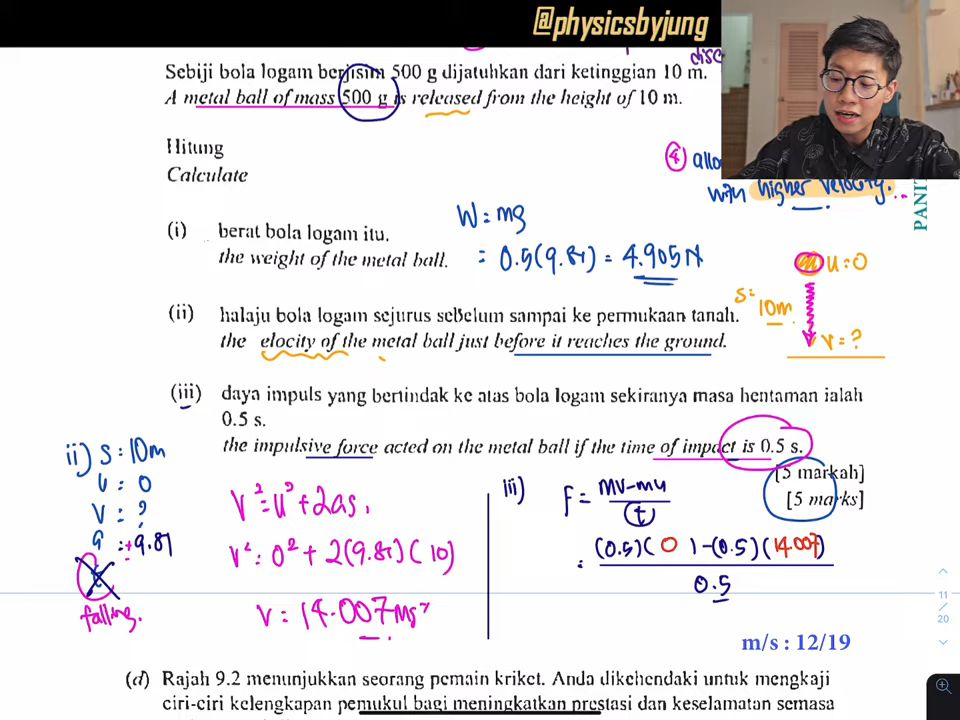 @physicsbyjung
Sebiji bola logam berjisim 500 g dijatuhkan dari ketinggian 10 m.
A metal ball of mass 500 g is released from the height of 10 m.
Hitung
Calculate
④
with higher velocity.
(i) berat bola logam itu.
the weight of the metal ball.
W = mg
= 0.5(9.81) = 4.905N
u = 0
s = 10m
v = ?
(ii) halaju bola logam sejurus sebelum sampai ke permukaan tanah.
the elocity of the metal ball just before it reaches the ground.
(iii) daya impuls yang bertindak ke atas bola logam sekiranya masa hentaman ialah
0.5 s.
the impulsive force acted on the metal ball if the time of impact is 0.5 s.
[5 markah]
[5 marks]
ii) s : 10m
u : 0
v : ?
a : +9.81
t
falling.
v² = u² + 2as
v² = 0² + 2(9.81)(10)
v = 14.007
iii) F = mv-mu
(t)
= (0.5)(0)-(0.5)(14.007)
0.5
m/s : 12/19
11
/
20
(d) Rajah 9.2 menunjukkan seorang pemain kriket. Anda dikehendaki untuk mengkaji
ciri-ciri kelengkapan pemukul bagi meningkatkan prestasi dan keselamatan semasa